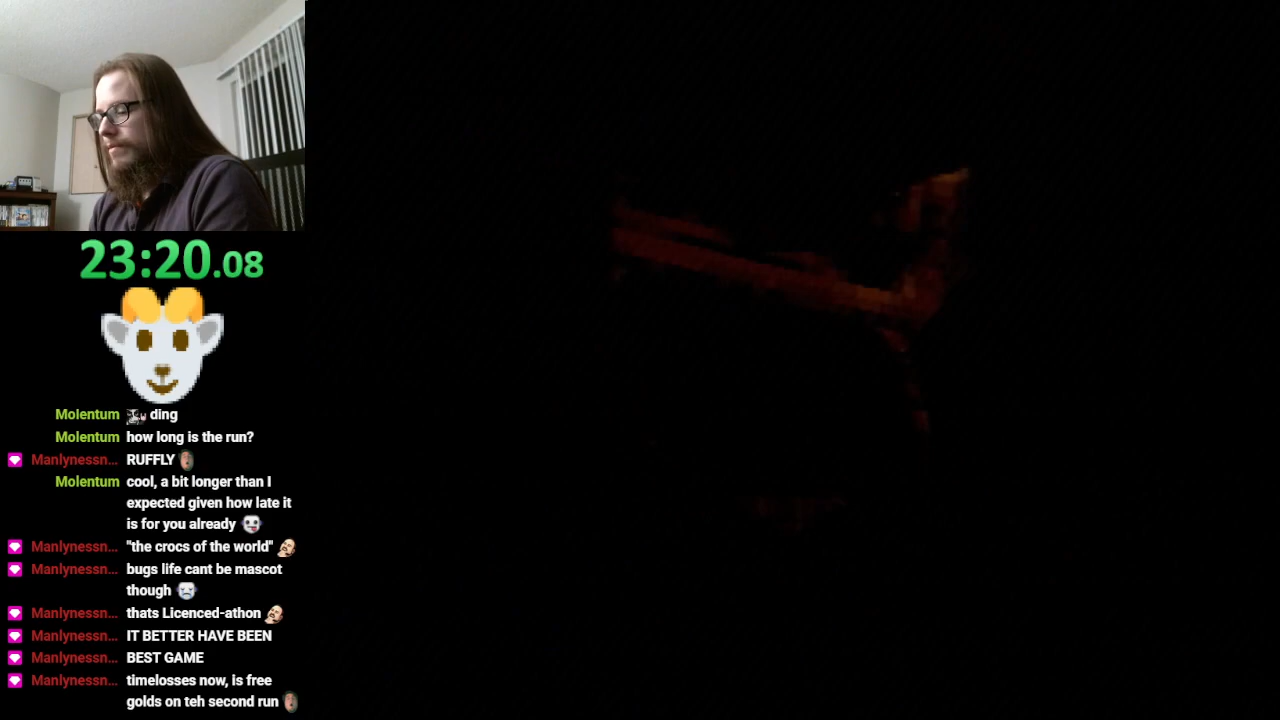 23:20.08
Molentum ding
Molentum how long is the run?
Manlynessn... RUFFLY
Molentum cool, a bit longer than I
expected given how late it
is for you already
Manlynessn... "the crocs of the world"
Manlynessn... bugs life cant be mascot
though
Manlynessn... thats Licenced-athon
Manlynessn... IT BETTER HAVE BEEN
Manlynessn... BEST GAME
Manlynessn... timelosses now, is free
golds on teh second run